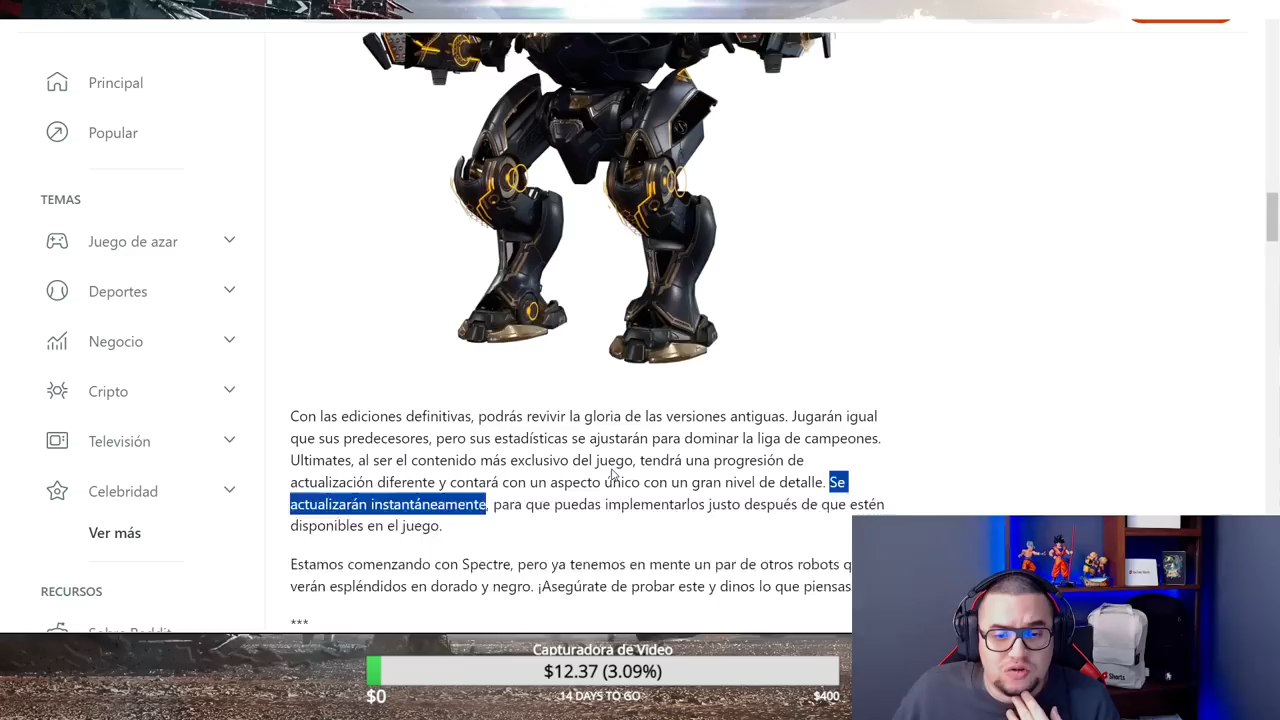 Principal
Popular
TEMAS
Juego de azar
Deportes
Negocio
Cripto
Televisión
Celebridad
Ver más
RECURSOS
Sobre Reddit
Con las ediciones definitivas, podrás revivir la gloria de las versiones antiguas. Jugarán igual
que sus predecesores, pero sus estadísticas se ajustarán para dominar la liga de campeones.
Ultimates, al ser el contenido más exclusivo del juego, tendrá una progresión de
actualización diferente y contará con un aspecto único con un gran nivel de detalle. Se
actualizarán instantáneamente, para que puedas implementarlos justo después de que estén
disponibles en el juego.
Estamos comenzando con Spectre, pero ya tenemos en mente un par de otros robots q
verán espléndidos en dorado y negro. ¡Asegúrate de probar este y dinos lo que piensas
***
Capturadora de Video
$12.37 (3.09%)
$0
14 DAYS TO GO
$400
Shorts